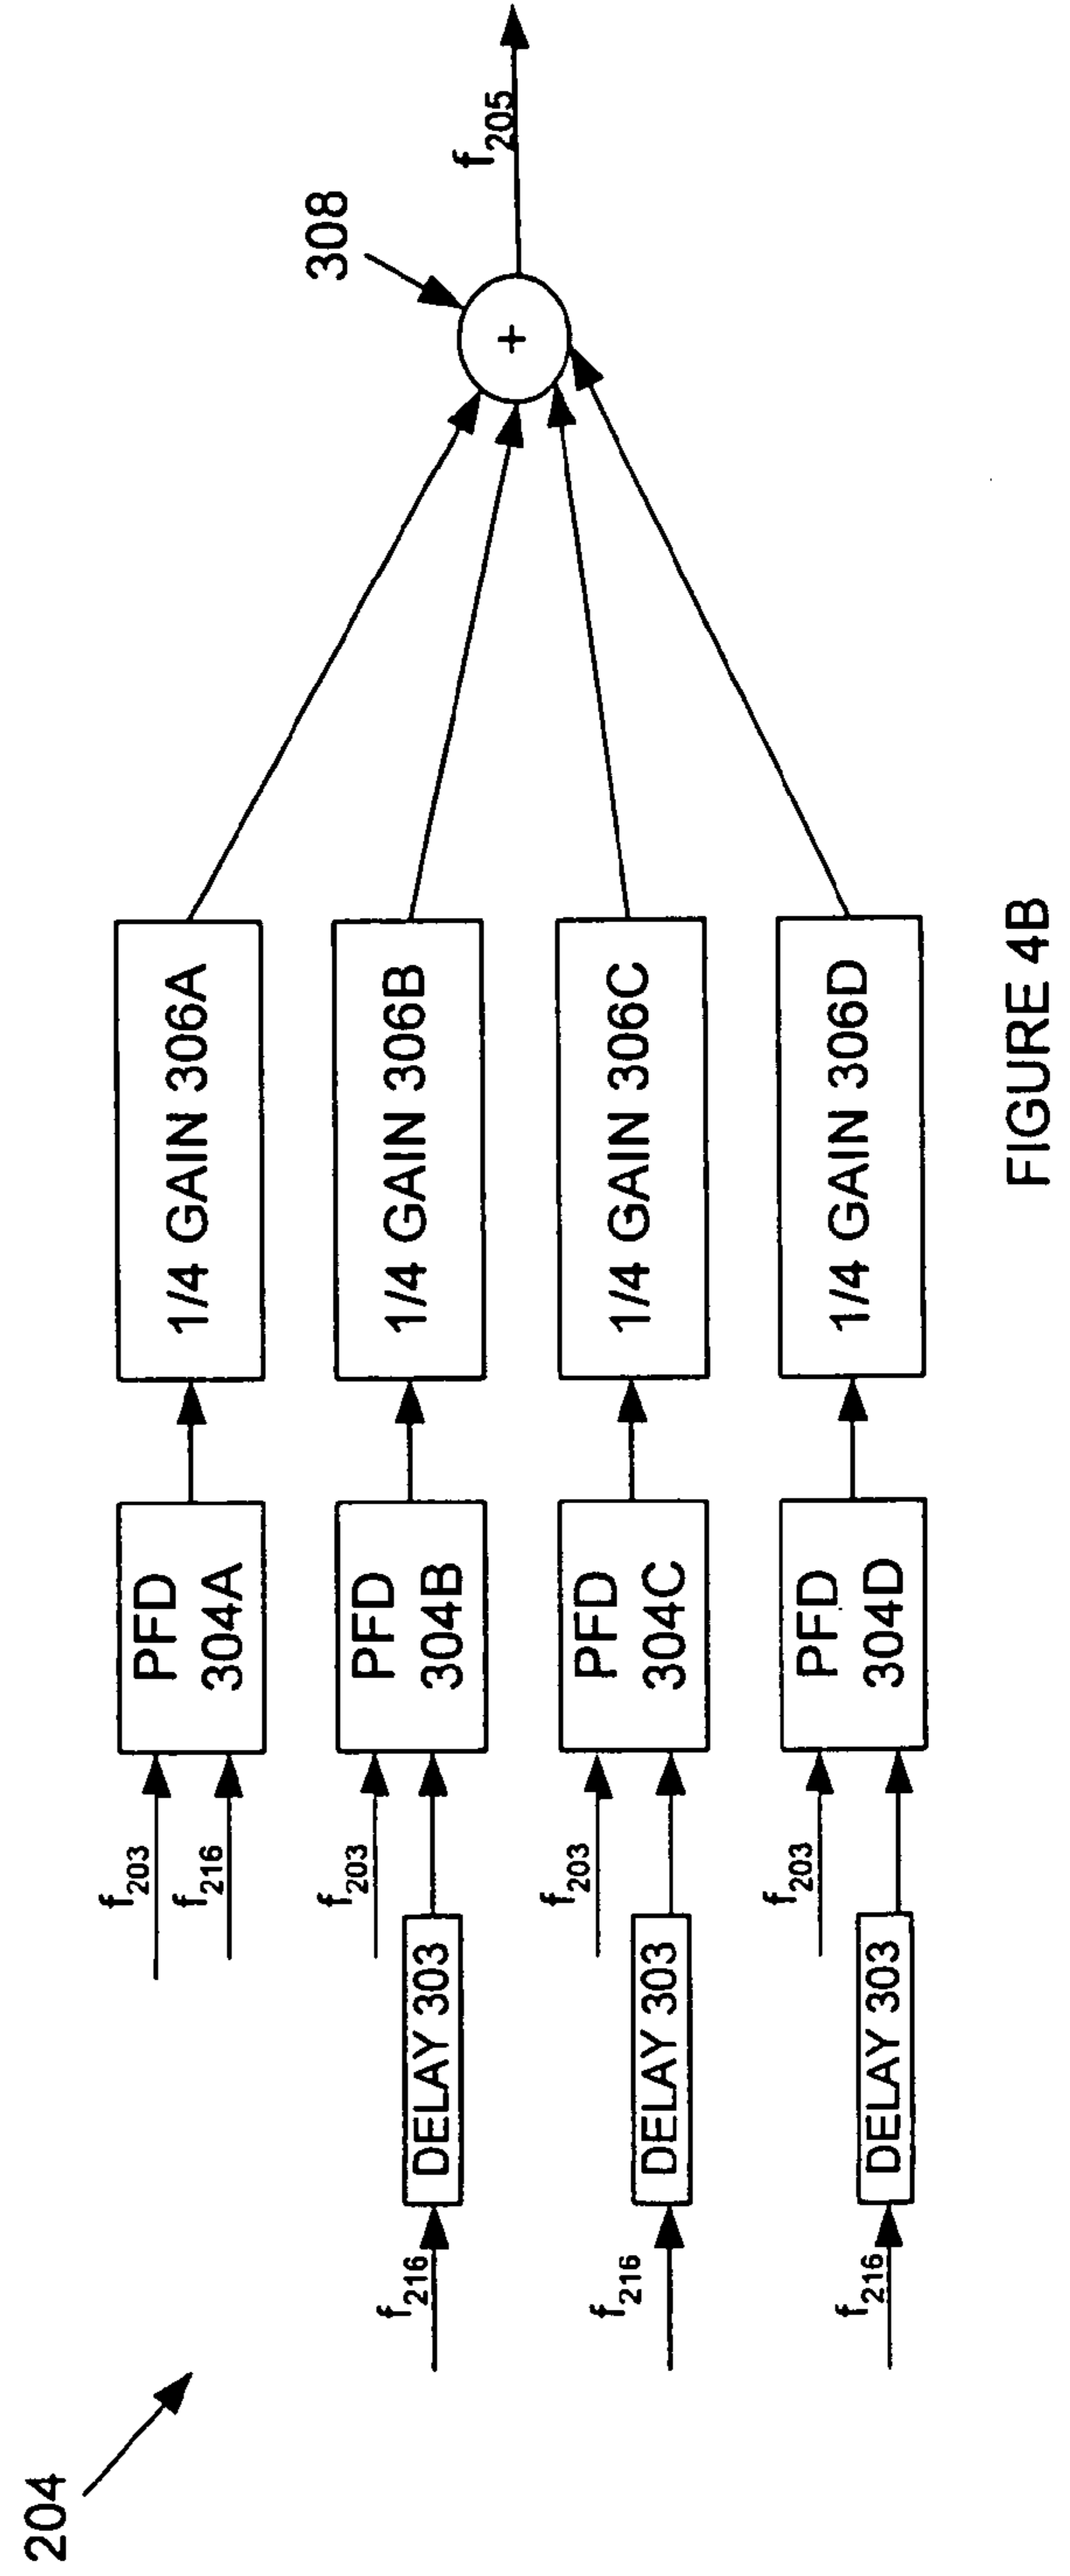 204
f203
f216
PFD
304A
1/4 GAIN 306A
f216
DELAY 303
f203
PFD
304B
1/4 GAIN 306B
f216
DELAY 303
f203
PFD
304C
1/4 GAIN 306C
f216
DELAY 303
f203
PFD
304D
1/4 GAIN 306D
308
+
f205
FIGURE 4B